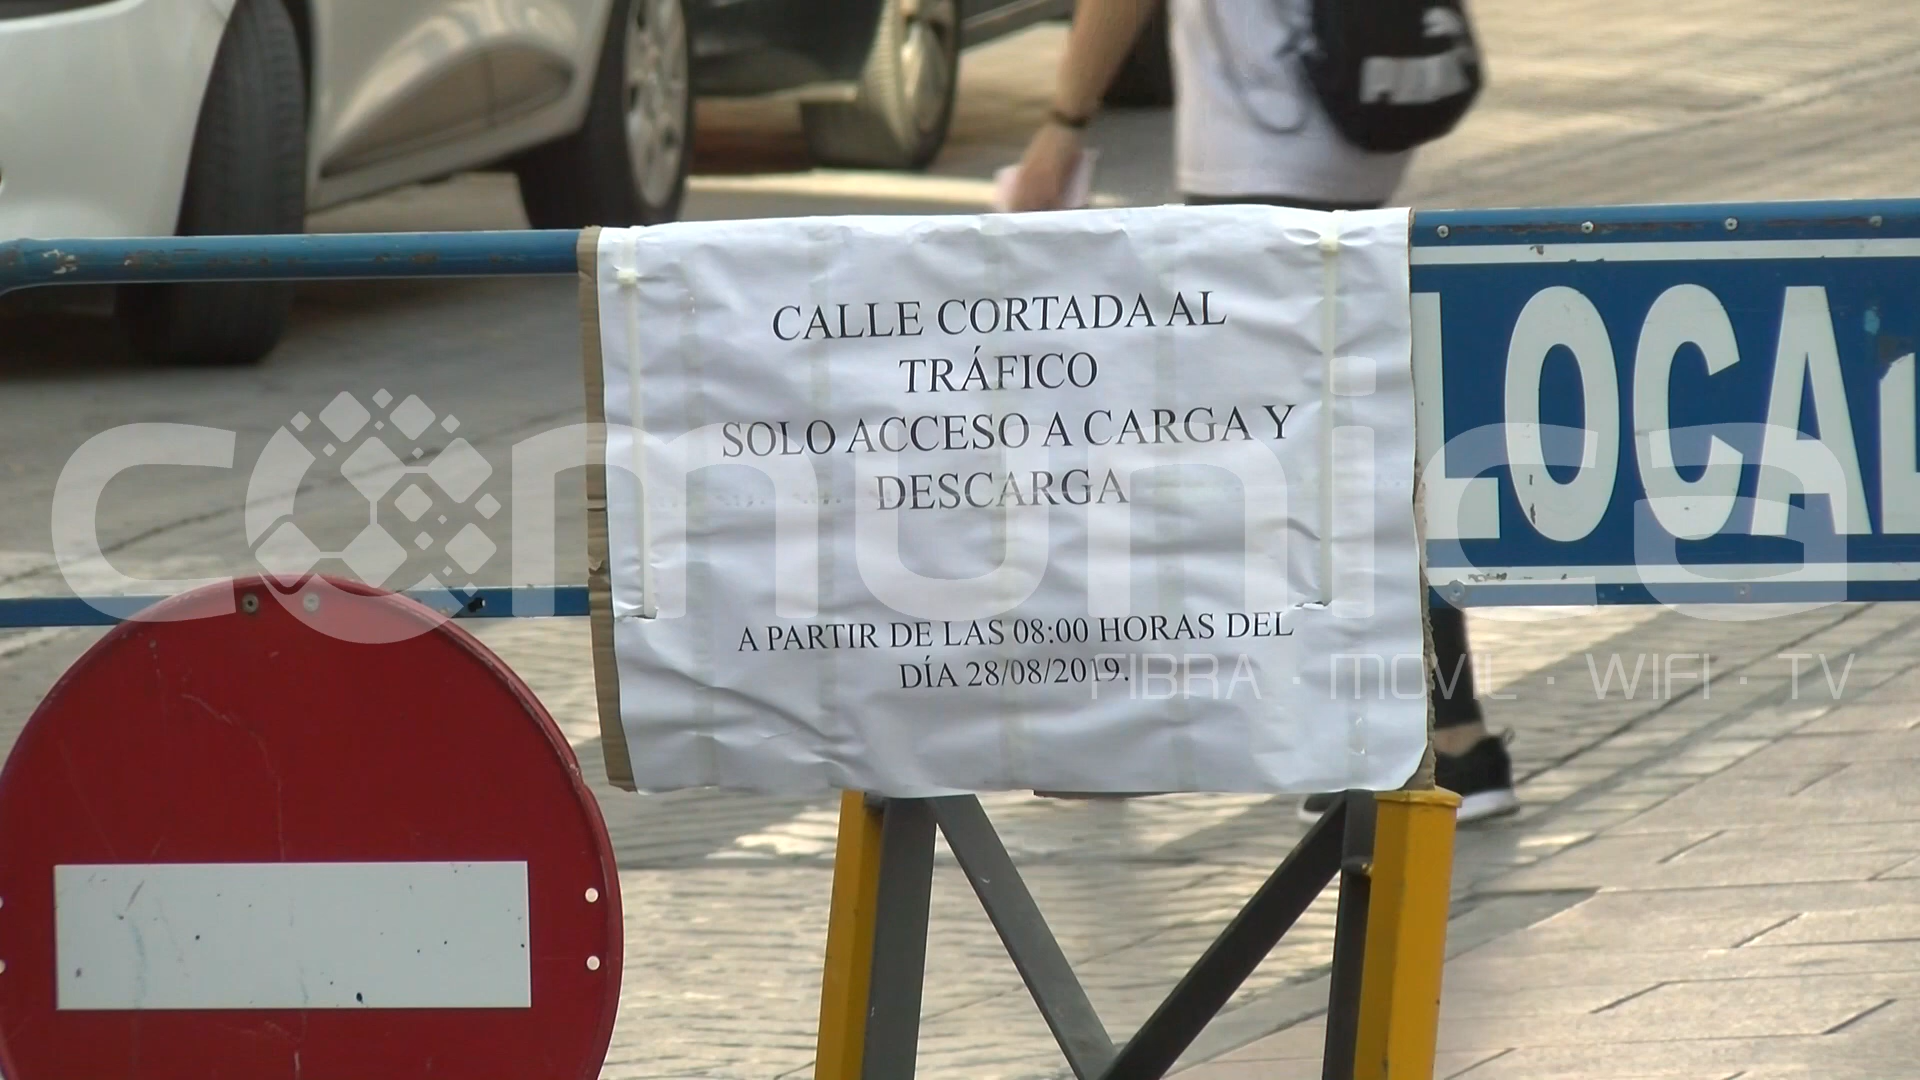 CALLE CORTADA AL
TRÁFICO
SOLO ACCESO A CARGA Y
DESCARGA
A PARTIR DE LAS 08:00 HORAS DEL
DÍA 28/08/2019.
LOCAL
comunica
FIBRA · MOVIL · WIFI · TV